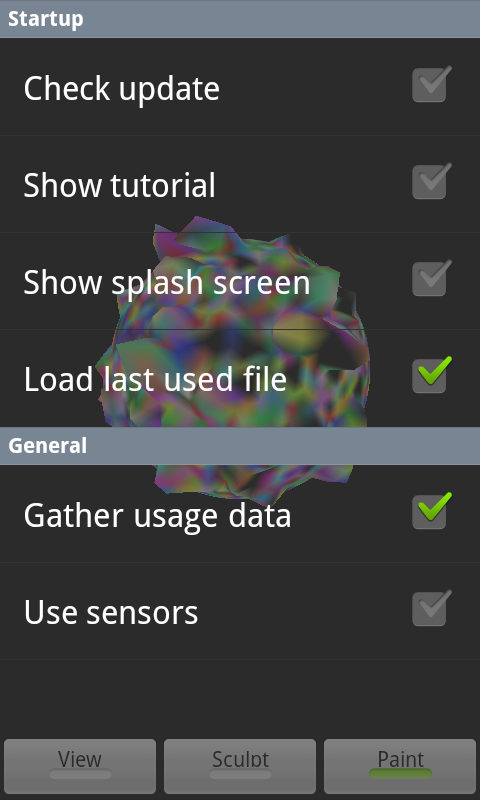 Startup
Check update
Show tutorial
Show splash screen
Load last used file
General
Gather usage data
Use sensors
View
Sculpt
Paint